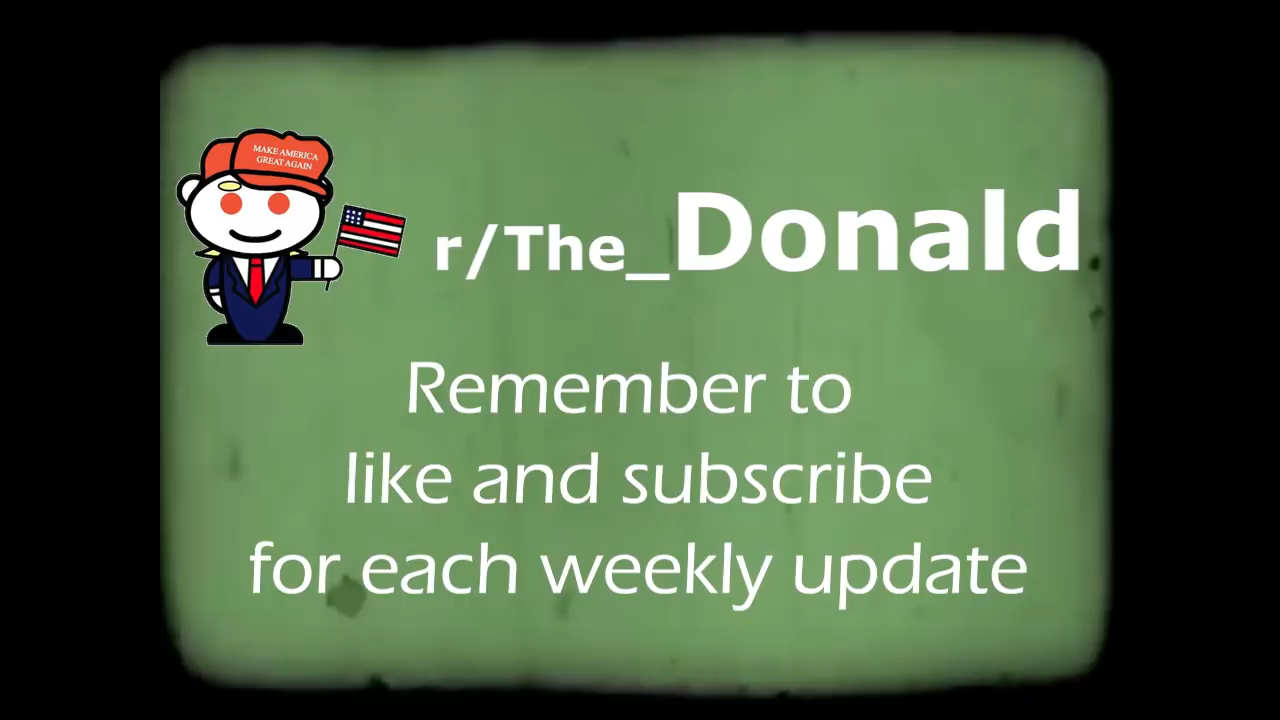 MAKE AMERICA
GREAT AGAIN
r/The_Donald
Remember to
like and subscribe
for each weekly update